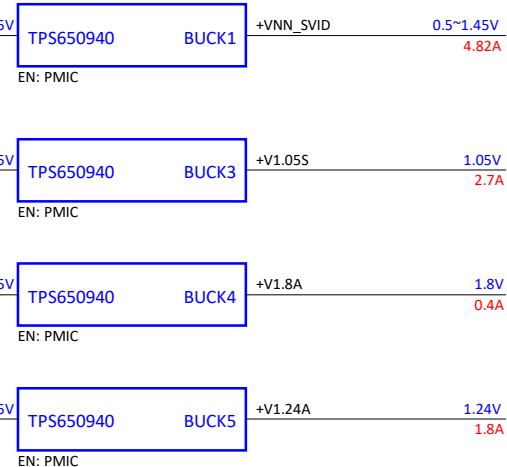 5V TPS650940 BUCK1 +VNN_SVID 0.5~1.45V
4.82A
EN: PMIC
5V TPS650940 BUCK3 +V1.05S 1.05V
2.7A
EN: PMIC
5V TPS650940 BUCK4 +V1.8A 1.8V
0.4A
EN: PMIC
5V TPS650940 BUCK5 +V1.24A 1.24V
1.8A
EN: PMIC